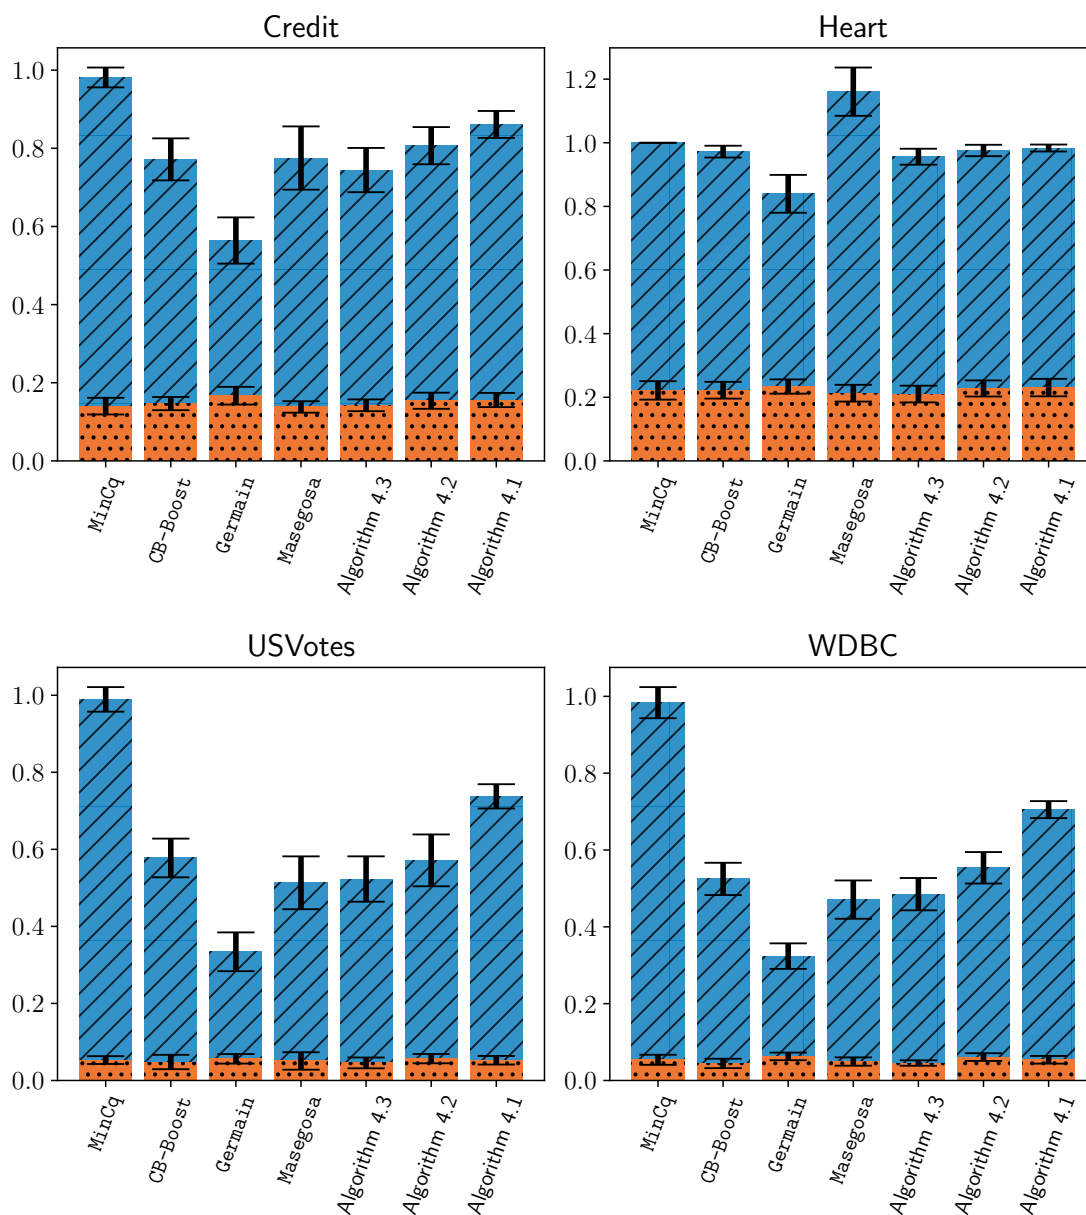 Credit
1.0
0.8
0.6
0.4
0.2
0.0
MinCq
CB-Boost
Germain
Masegosa
Algorithm 4.3
Algorithm 4.2
Algorithm 4.1
Heart
1.2
1.0
0.8
0.6
0.4
0.2
0.0
MinCq
CB-Boost
Germain
Masegosa
Algorithm 4.3
Algorithm 4.2
Algorithm 4.1
USVotes
1.0
0.8
0.6
0.4
0.2
0.0
MinCq
CB-Boost
Germain
Masegosa
Algorithm 4.3
Algorithm 4.2
Algorithm 4.1
WDBC
1.0
0.8
0.6
0.4
0.2
0.0
MinCq
CB-Boost
Germain
Masegosa
Algorithm 4.3
Algorithm 4.2
Algorithm 4.1